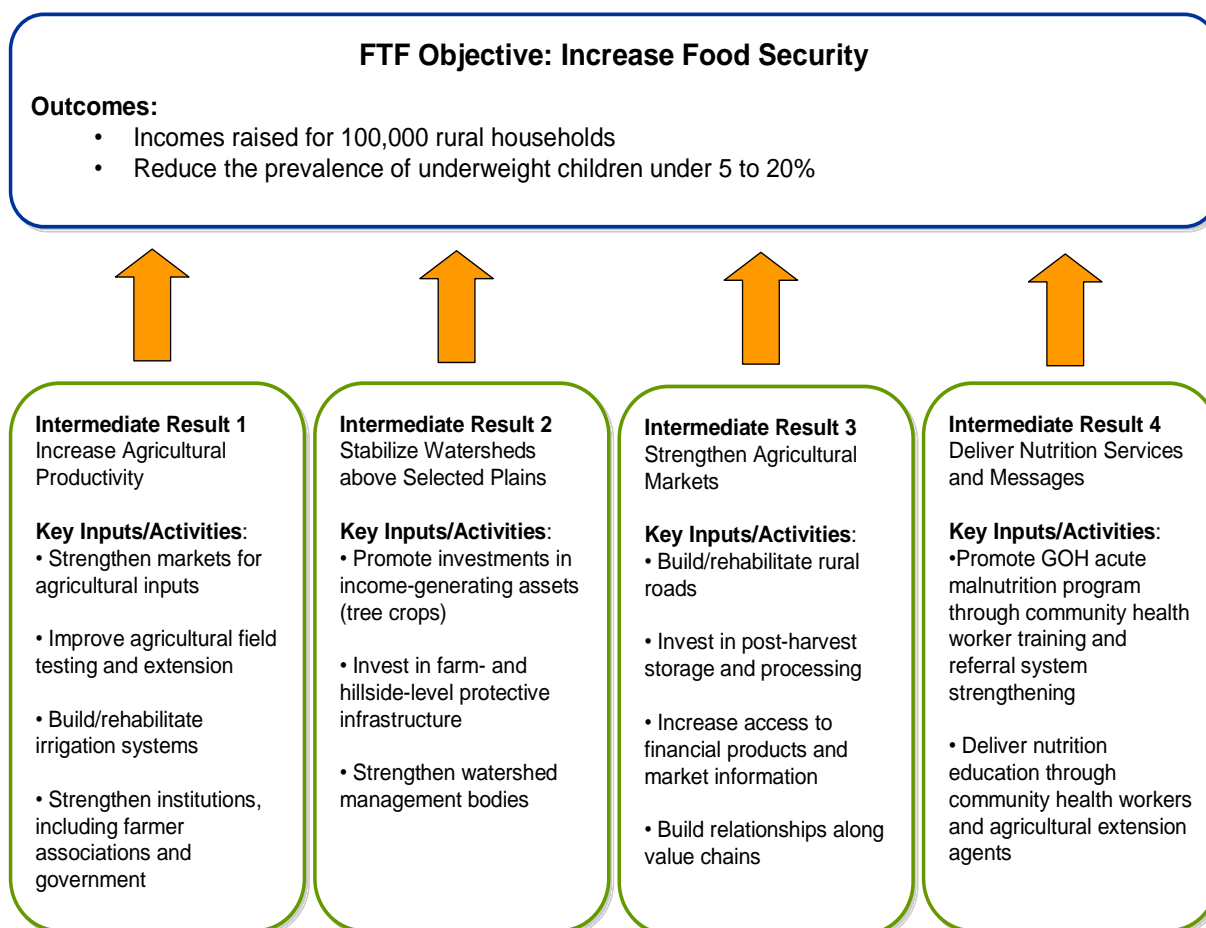 FTF Objective: Increase Food Security
Outcomes:
• Incomes raised for 100,000 rural households
• Reduce the prevalence of underweight children under 5 to 20%
Intermediate Result 1
Increase Agricultural
Productivity
Key Inputs/Activities:
• Strengthen markets for
agricultural inputs
• Improve agricultural field
testing and extension
• Build/rehabilitate
irrigation systems
• Strengthen institutions,
including farmer
associations and
government
Intermediate Result 2
Stabilize Watersheds
above Selected Plains
Key Inputs/Activities:
• Promote investments in
income-generating assets
(tree crops)
• Invest in farm- and
hillside-level protective
infrastructure
• Strengthen watershed
management bodies
Intermediate Result 3
Strengthen Agricultural
Markets
Key Inputs/Activities:
• Build/rehabilitate rural
roads
• Invest in post-harvest
storage and processing
• Increase access to
financial products and
market information
• Build relationships along
value chains
Intermediate Result 4
Deliver Nutrition Services
and Messages
Key Inputs/Activities:
•Promote GOH acute
malnutrition program
through community health
worker training and
referral system
strengthening
• Deliver nutrition
education through
community health workers
and agricultural extension
agents